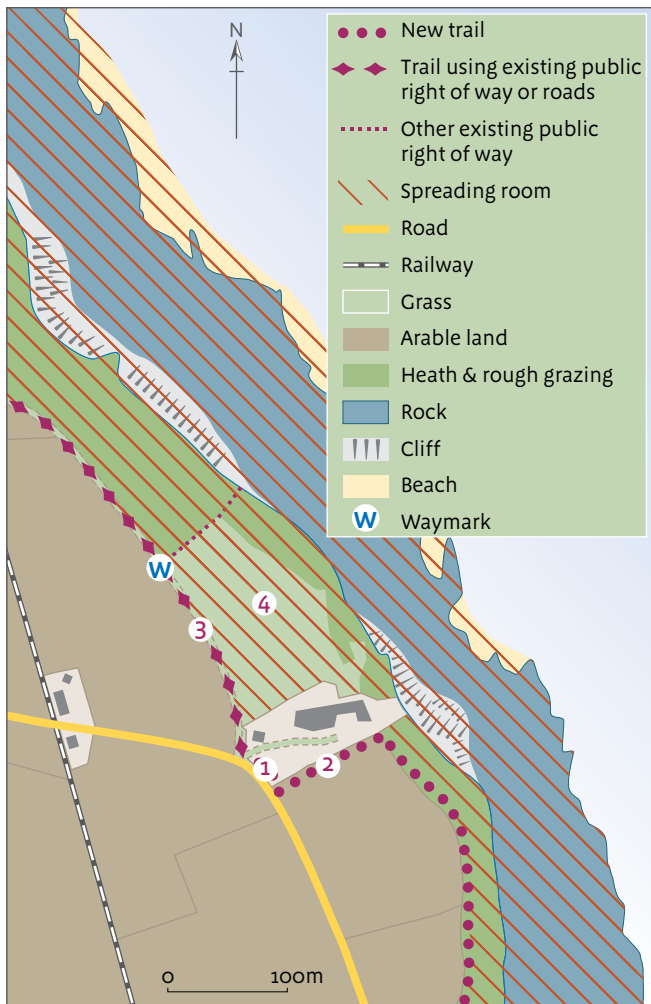 N
New trail
Trail using existing public
right of way or roads
Other existing public
right of way
Spreading room
Road
Railway
Grass
Arable land
Heath & rough grazing
Rock
Cliff
Beach
W Waymark
W
4
3
1
2
0 100m